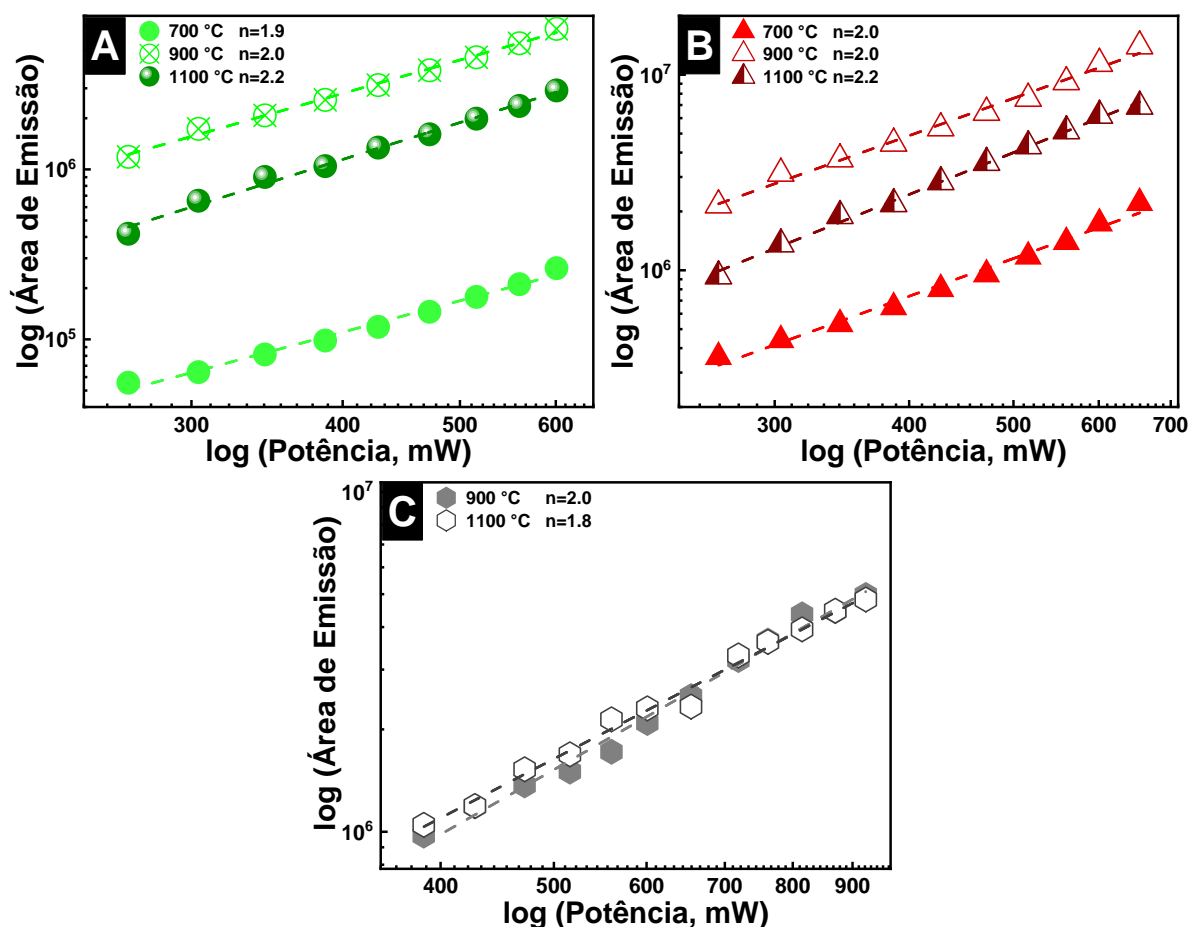 A
700 °C n=1.9
900 °C n=2.0
1100 °C n=2.2
log (Área de Emissão)
10⁶
10⁵
300 400 500 600
log (Potência, mW)
B
700 °C n=2.0
900 °C n=2.0
1100 °C n=2.2
log (Área de Emissão)
10⁷
10⁶
300 400 500 600 700
log (Potência, mW)
C
900 °C n=2.0
1100 °C n=1.8
log (Área de Emissão)
10⁷
10⁶
400 500 600 700 800 900
log (Potência, mW)